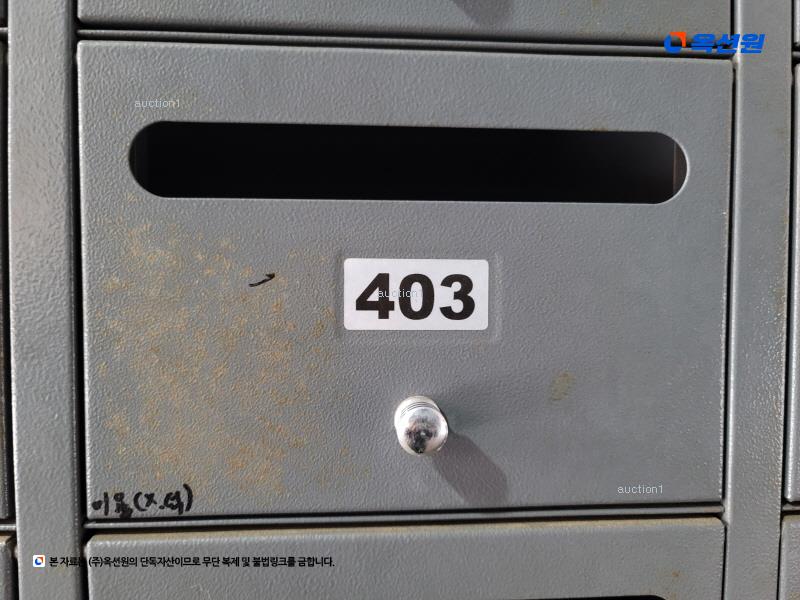 옥션원
auction1
403
auction1
auction1
본 자료는 (주)옥션원의 단독자산이므로 무단 복제 및 불법링크를 금합니다.